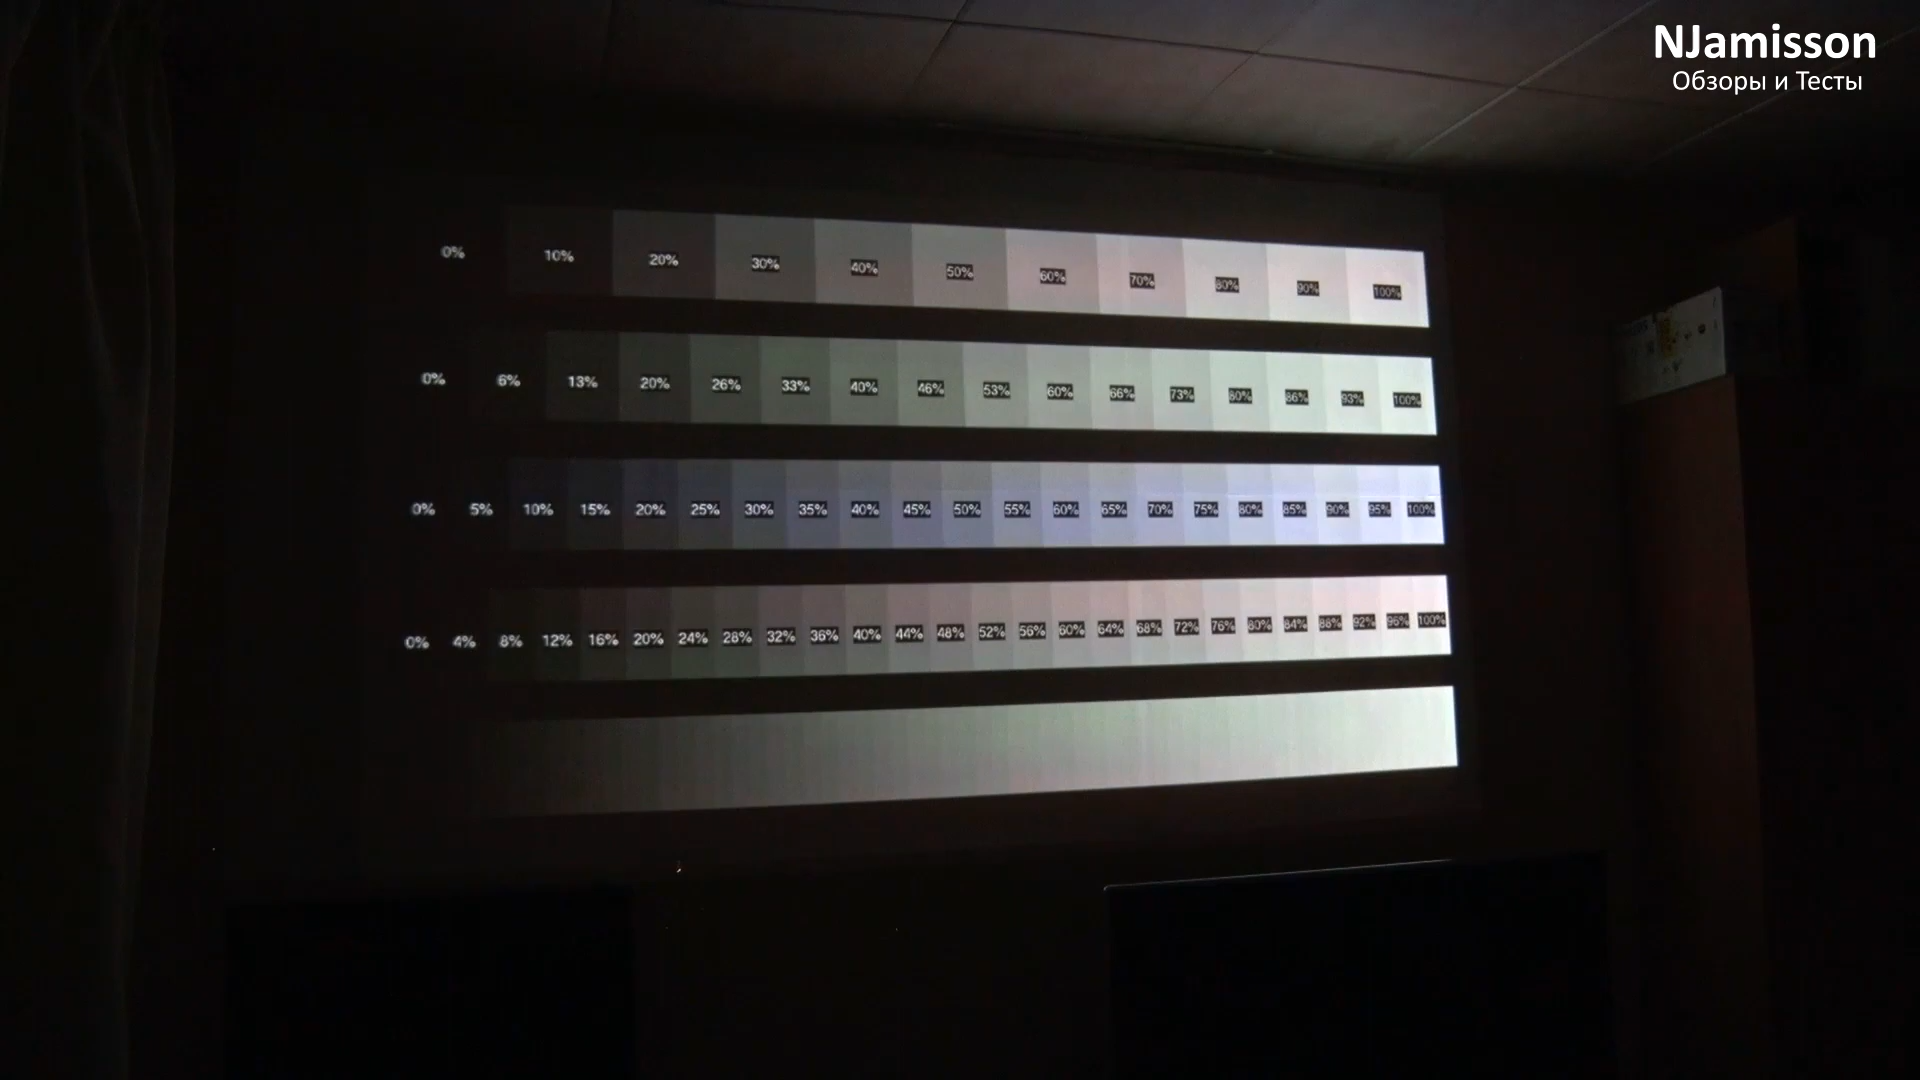 NJamisson
Обзоры и Тесты
0% 10% 20% 30% 40% 50% 60% 70% 80% 90% 100%
0% 6% 13% 20% 26% 33% 40% 46% 53% 60% 66% 73% 80% 86% 93% 100%
0% 5% 10% 15% 20% 25% 30% 35% 40% 45% 50% 55% 60% 65% 70% 75% 80% 85% 90% 95% 100%
0% 4% 8% 12% 16% 20% 24% 28% 32% 36% 40% 44% 48% 52% 56% 60% 64% 68% 72% 76% 80% 84% 88% 92% 96% 100%